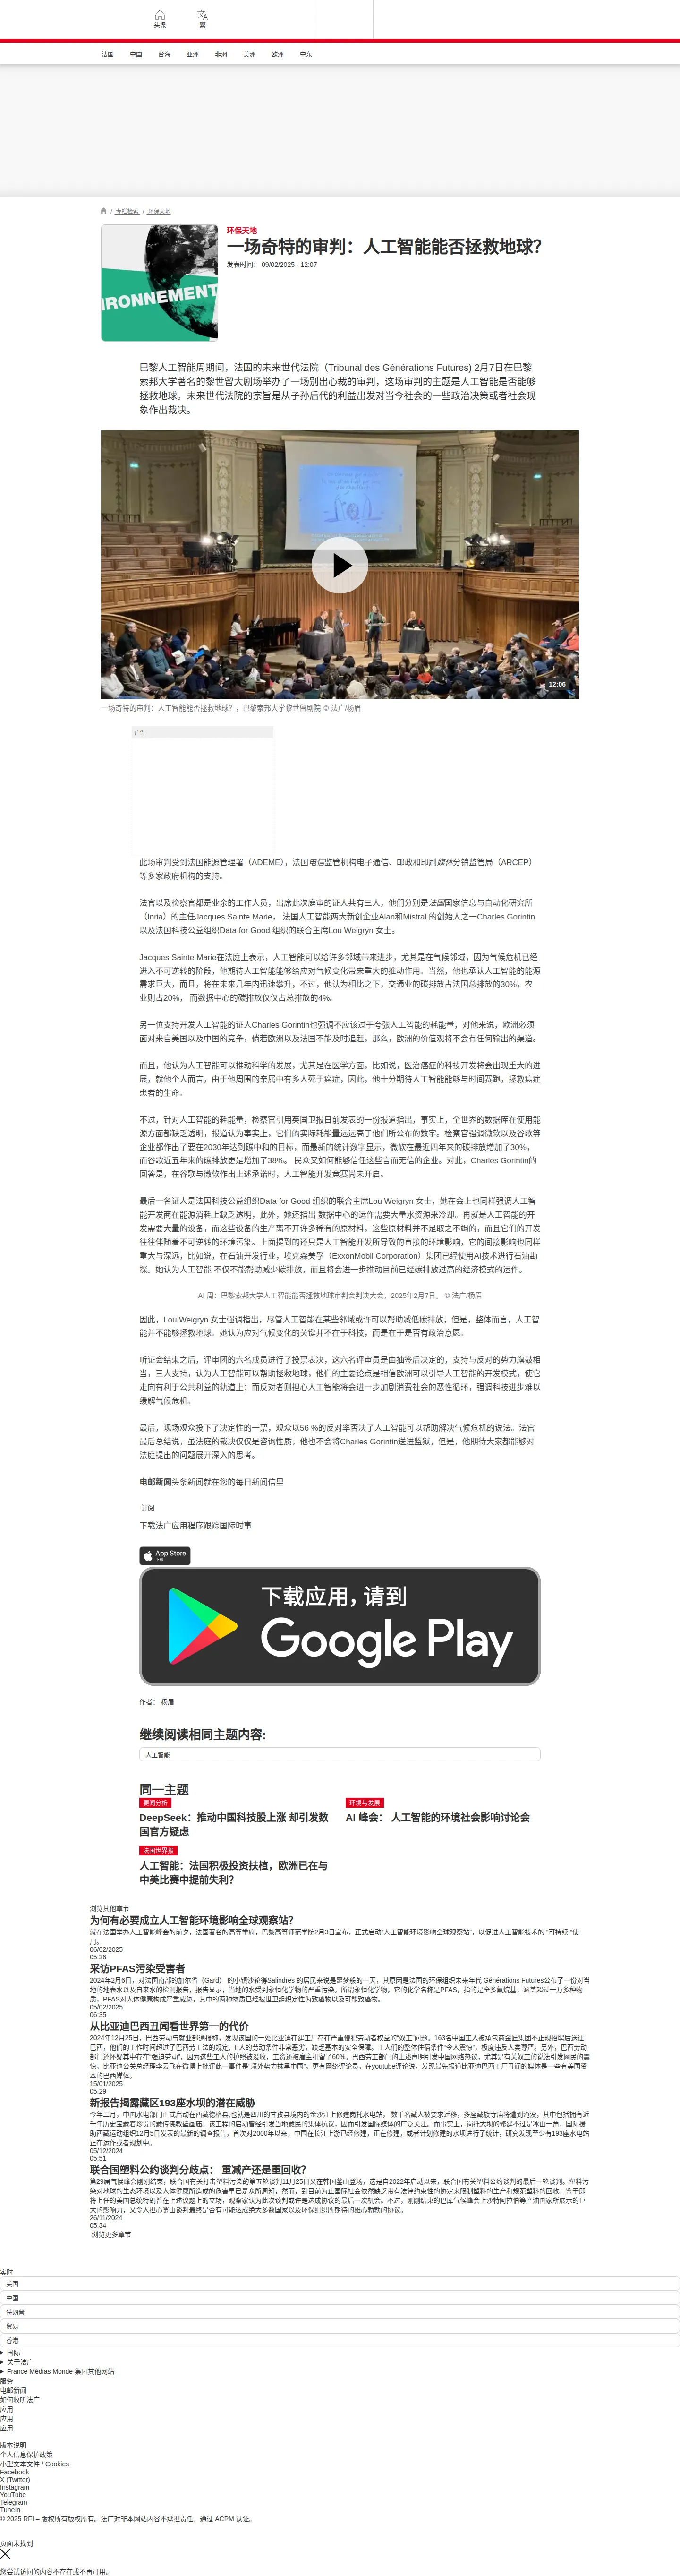 头条
繁
法国 中国 台海 亚洲 非洲 美洲 欧洲 中东
/ 专栏检索 / 环保天地
IRONNEMENT
环保天地
一场奇特的审判：人工智能能否拯救地球？
发表时间： 09/02/2025 - 12:07
巴黎人工智能周期间，法国的未来世代法院（Tribunal des Générations Futures) 2月7日在巴黎
索邦大学著名的黎世留大剧场举办了一场别出心裁的审判，这场审判的主题是人工智能是否能够
拯救地球。未来世代法院的宗旨是从子孙后代的利益出发对当今社会的一些政治决策或者社会现
象作出裁决。
12:06
一场奇特的审判：人工智能能否拯救地球？，巴黎索邦大学黎世留剧院 © 法广/杨眉
广告
此场审判受到法国能源管理署（ADEME），法国电信监管机构电子通信、邮政和印刷媒体分销监管局（ARCEP）
等多家政府机构的支持。
法官以及检察官都是业余的工作人员，出席此次庭审的证人共有三人，他们分别是法国国家信息与自动化研究所
（Inria）的主任Jacques Sainte Marie， 法国人工智能两大新创企业Alan和Mistral 的创始人之一Charles Gorintin
以及法国科技公益组织Data for Good 组织的联合主席Lou Weigryn 女士。
Jacques Sainte Marie在法庭上表示，人工智能可以给许多邻域带来进步，尤其是在气候邻域，因为气候危机已经
进入不可逆转的阶段，他期待人工智能能够给应对气候变化带来重大的推动作用。当然，他也承认人工智能的能源
需求巨大，而且，将在未来几年内迅速攀升，不过，他认为相比之下，交通业的碳排放占法国总排放的30%，农
业则占20%， 而数据中心的碳排放仅仅占总排放的4%。
另一位支持开发人工智能的证人Charles Gorintin也强调不应该过于夸张人工智能的耗能量，对他来说，欧洲必须
面对来自美国以及中国的竞争，倘若欧洲以及法国不能及时追赶，那么，欧洲的价值观将不会有任何输出的渠道。
而且，他认为人工智能可以推动科学的发展，尤其是在医学方面，比如说，医治癌症的科技开发将会出现重大的进
展，就他个人而言，由于他周围的亲属中有多人死于癌症，因此，他十分期待人工智能能够与时间赛跑，拯救癌症
患者的生命。
不过，针对人工智能的耗能量，检察官引用英国卫报日前发表的一份报道指出，事实上，全世界的数据库在使用能
源方面都缺乏透明，报道认为事实上，它们的实际耗能量远远高于他们所公布的数字。检察官强调微软以及谷歌等
企业都作出了要在2030年达到碳中和的目标，而最新的统计数字显示，微软在最近四年来的碳排放增加了30%，
而谷歌近五年来的碳排放更是增加了38%。 民众又如何能够信任这些言而无信的企业。对此，Charles Gorintin的
回答是，在谷歌与微软作出上述承诺时，人工智能开发竞赛尚未开启。
最后一名证人是法国科技公益组织Data for Good 组织的联合主席Lou Weigryn 女士，她在会上也同样强调人工智
能开发商在能源消耗上缺乏透明，此外，她还指出 数据中心的运作需要大量水资源来冷却。再就是人工智能的开
发需要大量的设备，而这些设备的生产离不开许多稀有的原材料，这些原材料并不是取之不竭的，而且它们的开发
往往伴随着不可逆转的环境污染。上面提到的还只是人工智能开发所导致的直接的环境影响，它的间接影响也同样
重大与深远，比如说，在石油开发行业，埃克森美孚（ExxonMobil Corporation）集团已经使用AI技术进行石油勘
探。她认为人工智能 不仅不能帮助减少碳排放，而且将会进一步推动目前已经碳排放过高的经济模式的运作。
AI 周：巴黎索邦大学人工智能能否拯救地球审判会判决大会，2025年2月7日。 © 法广/杨眉
因此，Lou Weigryn 女士强调指出，尽管人工智能在某些邻域或许可以帮助减低碳排放，但是，整体而言，人工智
能并不能够拯救地球。她认为应对气候变化的关键并不在于科技，而是在于是否有政治意愿。
听证会结束之后，评审团的六名成员进行了投票表决，这六名评审员是由抽签后决定的，支持与反对的势力旗鼓相
当，三人支持，认为人工智能可以帮助拯救地球，他们的主要论点是相信欧洲可以引导人工智能的开发模式，使它
走向有利于公共利益的轨道上；而反对者则担心人工智能将会进一步加剧消费社会的恶性循环，强调科技进步难以
缓解气候危机。
最后，现场观众投下了决定性的一票，观众以56 %的反对率否决了人工智能可以帮助解决气候危机的说法。法官
最后总结说，虽法庭的裁决仅仅是咨询性质，他也不会将Charles Gorintin送进监狱，但是，他期待大家都能够对
法庭提出的问题展开深入的思考。
电邮新闻头条新闻就在您的每日新闻信里
订阅
下载法广应用程序跟踪国际时事
App Store
下载
下载应用，请到
Google Play
作者： 杨眉
继续阅读相同主题内容:
人工智能
同一主题
要闻分析
DeepSeek：推动中国科技股上涨 却引发数
国官方疑虑
环境与发展
AI 峰会： 人工智能的环境社会影响讨论会
法国世界报
人工智能：法国积极投资扶植，欧洲已在与
中美比赛中提前失利？
浏览其他章节
为何有必要成立人工智能环境影响全球观察站？
就在法国举办人工智能峰会的前夕，法国著名的高等学府，巴黎高等师范学院2月3日宣布，正式启动“人工智能环境影响全球观察站”，以促进人工智能技术的 “可持续 ”使
用。
06/02/2025
05:36
采访PFAS污染受害者
2024年2月6日，对法国南部的加尔省（Gard） 的小镇沙轮得Salindres 的居民来说是噩梦般的一天，其原因是法国的环保组织未来年代 Générations Futures公布了一份对当
地的地表水以及自来水的检测报告，报告显示，当地的水受到永恒化学物的严重污染。所谓永恒化学物，它的化学名称是PFAS，指的是全多氟烷基，涵盖超过一万多种物
质，PFAS对人体健康构成严重威胁，其中的两种物质已经被世卫组织定性为致癌物以及可能致癌物。
05/02/2025
06:35
从比亚迪巴西丑闻看世界第一的代价
2024年12月25日，巴西劳动与就业部通报称，发现该国的一处比亚迪在建工厂存在严重侵犯劳动者权益的“奴工”问题。163名中国工人被承包商金匠集团不正规招聘后送往
巴西，他们的工作时间超过了巴西劳工法的规定, 工人的劳动条件非常恶劣，缺乏基本的安全保障。工人们的整体住宿条件“令人震惊”，极度违反人类尊严。另外，巴西劳动
部门还怀疑其中存在“强迫劳动”，因为这些工人的护照被没收，工资还被雇主扣留了60%。巴西劳工部门的上述声明引发中国网络热议，尤其是有关奴工的说法引发网民的震
惊，比亚迪公关总经理李云飞在微博上批评此一事件是“境外势力抹黑中国”。更有网络评论员，在youtube评论说，发现最先报道比亚迪巴西工厂丑闻的媒体是一些有美国资
本的巴西媒体。
15/01/2025
05:29
新报告揭露藏区193座水坝的潜在威胁
今年二月，中国水电部门正式启动在西藏德格县,也就是四川的甘孜县境内的金沙江上修建岗托水电站， 数千名藏人被要求迁移，多座藏族寺庙将遭到淹没，其中包括拥有近
千年历史宝藏着珍贵的藏传佛教壁画庙。该工程的启动曾经引发当地藏民的集体抗议，因而引发国际媒体的广泛关注。而事实上，岗托大坝的修建不过是冰山一角，国际援
助西藏运动组织12月5日发表的最新的调查报告，首次对2000年以来，中国在长江上游已经修建，正在修建，或者计划修建的水坝进行了统计，研究发现至少有193座水电站
正在运作或者规划中。
05/12/2024
05:51
联合国塑料公约谈判分歧点： 重减产还是重回收？
第29届气候峰会刚刚结束，联合国有关打击塑料污染的第五轮谈判11月25日又在韩国釜山登场，这是自2022年启动以来，联合国有关塑料公约谈判的最后一轮谈判。塑料污
染对地球的生态环境以及人体健康所造成的危害早已是众所周知，然而，到目前为止国际社会依然缺乏带有法律约束性的协定来限制塑料的生产和规范塑料的回收。鉴于即
将上任的美国总统特朗普在上述议题上的立场，观察家认为此次谈判或许是达成协议的最后一次机会。不过，刚刚结束的巴库气候峰会上沙特阿拉伯等产油国家所展示的巨
大的影响力，又令人担心釜山谈判最终是否有可能达成绝大多数国家以及环保组织所期待的雄心勃勃的协议。
26/11/2024
05:34
浏览更多章节
实时
美国
中国
特朗普
贸易
香港
国际
关于法广
France Médias Monde 集团其他网站
服务
电邮新闻
如何收听法广
应用
应用
应用
版本说明
个人信息保护政策
小型文本文件 / Cookies
Facebook
X (Twitter)
Instagram
YouTube
Telegram
TuneIn
© 2025 RFI – 版权所有版权所有。法广对非本网站内容不承担责任。通过 ACPM 认证。
页面未找到
您尝试访问的内容不存在或不再可用。